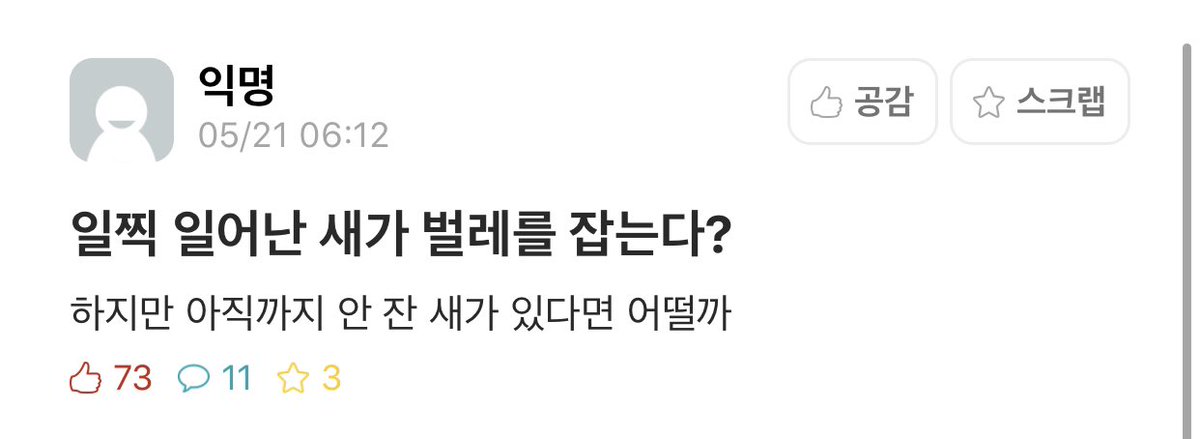 익명
05/21 06:12
공감
스크랩
일찍 일어난 새가 벌레를 잡는다?
하지만 아직까지 안 잔 새가 있다면 어떨까
73 11 3